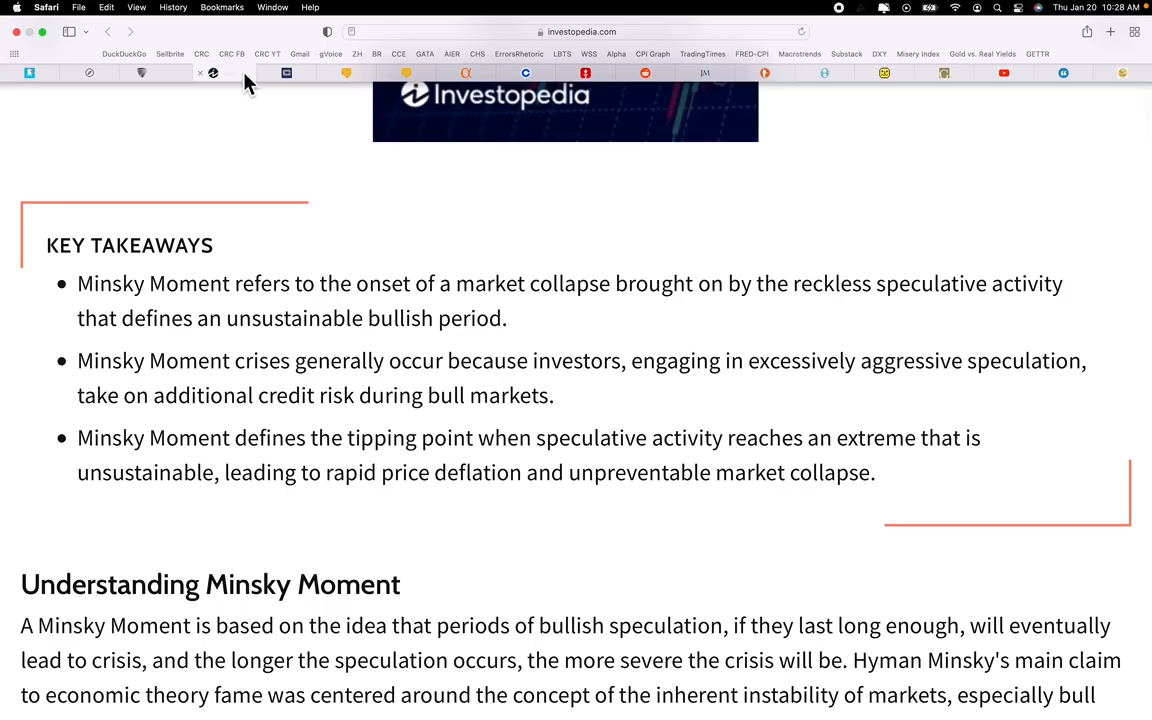 Safari File Edit View History Bookmarks Window Help Thu Jan 20 10:28 AM
investopedia.com
DuckDuckGo Sellbrite CRC CRC FB CRC YT Gmail gVoice ZH BR CCE GATA AIER CHS ErrorsRhetoric LBTS WSS Alpha CPI Graph TradingTimes FRED-CPI Macrotrends Substack DXY Misery Index Gold vs. Real Yields GETTR
JM
Investopedia
KEY TAKEAWAYS
• Minsky Moment refers to the onset of a market collapse brought on by the reckless speculative activity
that defines an unsustainable bullish period.
• Minsky Moment crises generally occur because investors, engaging in excessively aggressive speculation,
take on additional credit risk during bull markets.
• Minsky Moment defines the tipping point when speculative activity reaches an extreme that is
unsustainable, leading to rapid price deflation and unpreventable market collapse.
Understanding Minsky Moment
A Minsky Moment is based on the idea that periods of bullish speculation, if they last long enough, will eventually
lead to crisis, and the longer the speculation occurs, the more severe the crisis will be. Hyman Minsky's main claim
to economic theory fame was centered around the concept of the inherent instability of markets, especially bull